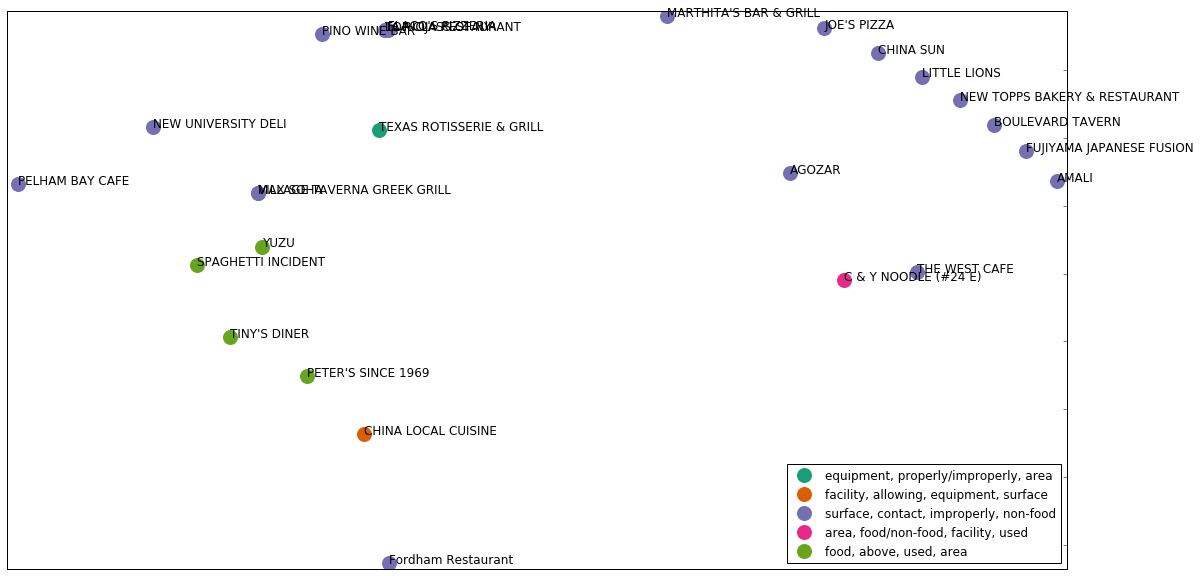 MARTHITA'S BAR & GRILL
JOE'S PIZZA
PINO WINE BAR
CHINA SUN
LITTLE LIONS
NEW TOPPS BAKERY & RESTAURANT
BOULEVARD TAVERN
NEW UNIVERSITY DELI
TEXAS ROTISSERIE & GRILL
FUJIYAMA JAPANESE FUSION
AGOZAR
AMALI
PELHAM BAY CAFE
TAVERNA GREEK GRILL
YUZU
SPAGHETTI INCIDENT
THE WEST CAFE
C & Y NOODLE (#24 E)
TINY'S DINER
PETER'S SINCE 1969
CHINA LOCAL CUISINE
Fordham Restaurant
equipment, properly/improperly, area
facility, allowing, equipment, surface
surface, contact, improperly, non-food
area, food/non-food, facility, used
food, above, used, area